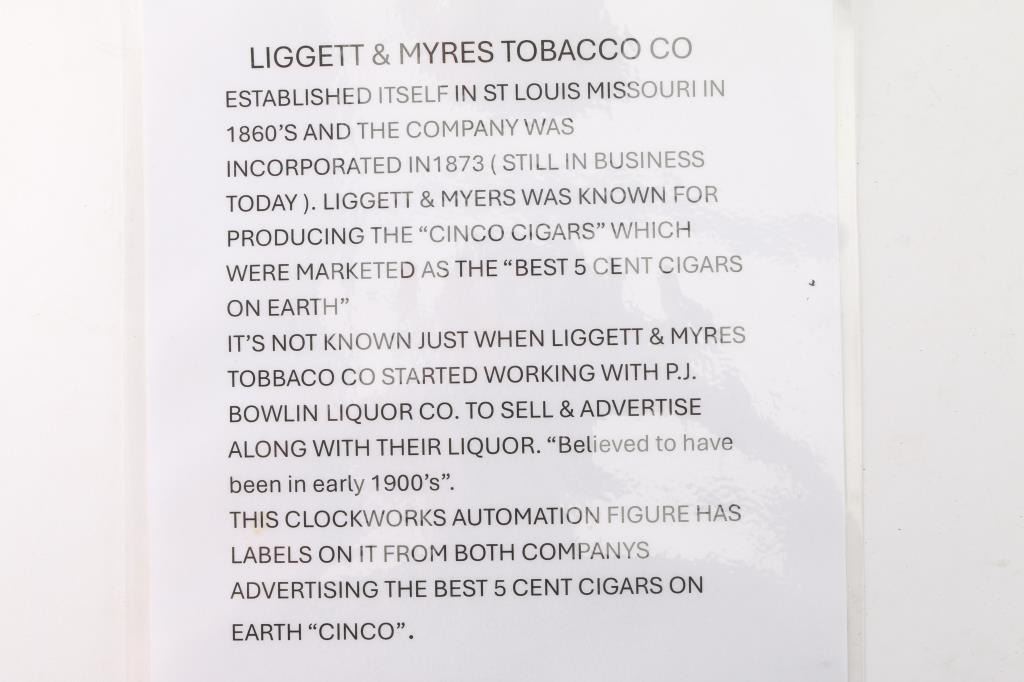 LIGGETT & MYRES TOBACCO CO
ESTABLISHED ITSELF IN ST LOUIS MISSOURI IN
1860’S AND THE COMPANY WAS
INCORPORATED IN1873 ( STILL IN BUSINESS
TODAY ). LIGGETT & MYERS WAS KNOWN FOR
PRODUCING THE “CINCO CIGARS” WHICH
WERE MARKETED AS THE “BEST 5 CENT CIGARS
ON EARTH”
IT’S NOT KNOWN JUST WHEN LIGGETT & MYRES
TOBBACO CO STARTED WORKING WITH P.J.
BOWLIN LIQUOR CO. TO SELL & ADVERTISE
ALONG WITH THEIR LIQUOR. “Believed to have
been in early 1900’s”.
THIS CLOCKWORKS AUTOMATION FIGURE HAS
LABELS ON IT FROM BOTH COMPANYS
ADVERTISING THE BEST 5 CENT CIGARS ON
EARTH “CINCO”.